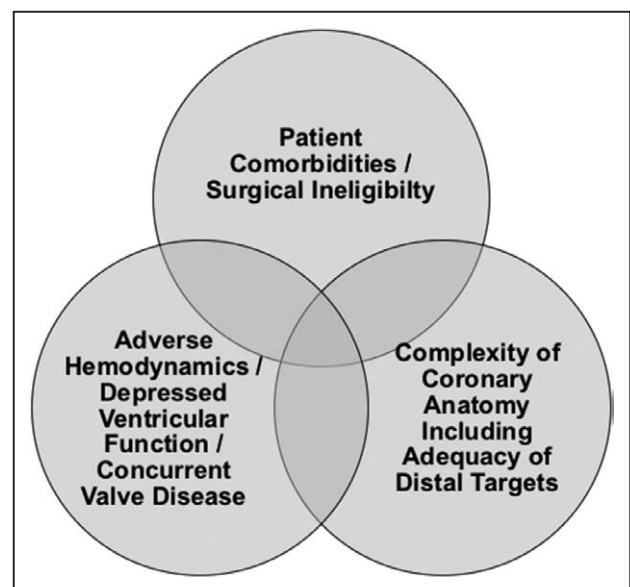 Patient
Comorbidities /
Surgical Ineligibilty
Adverse
Hemodynamics /
Depressed
Ventricular
Function /
Concurrent
Valve Disease
Complexity of
Coronary
Anatomy
Including
Adequacy of
Distal Targets